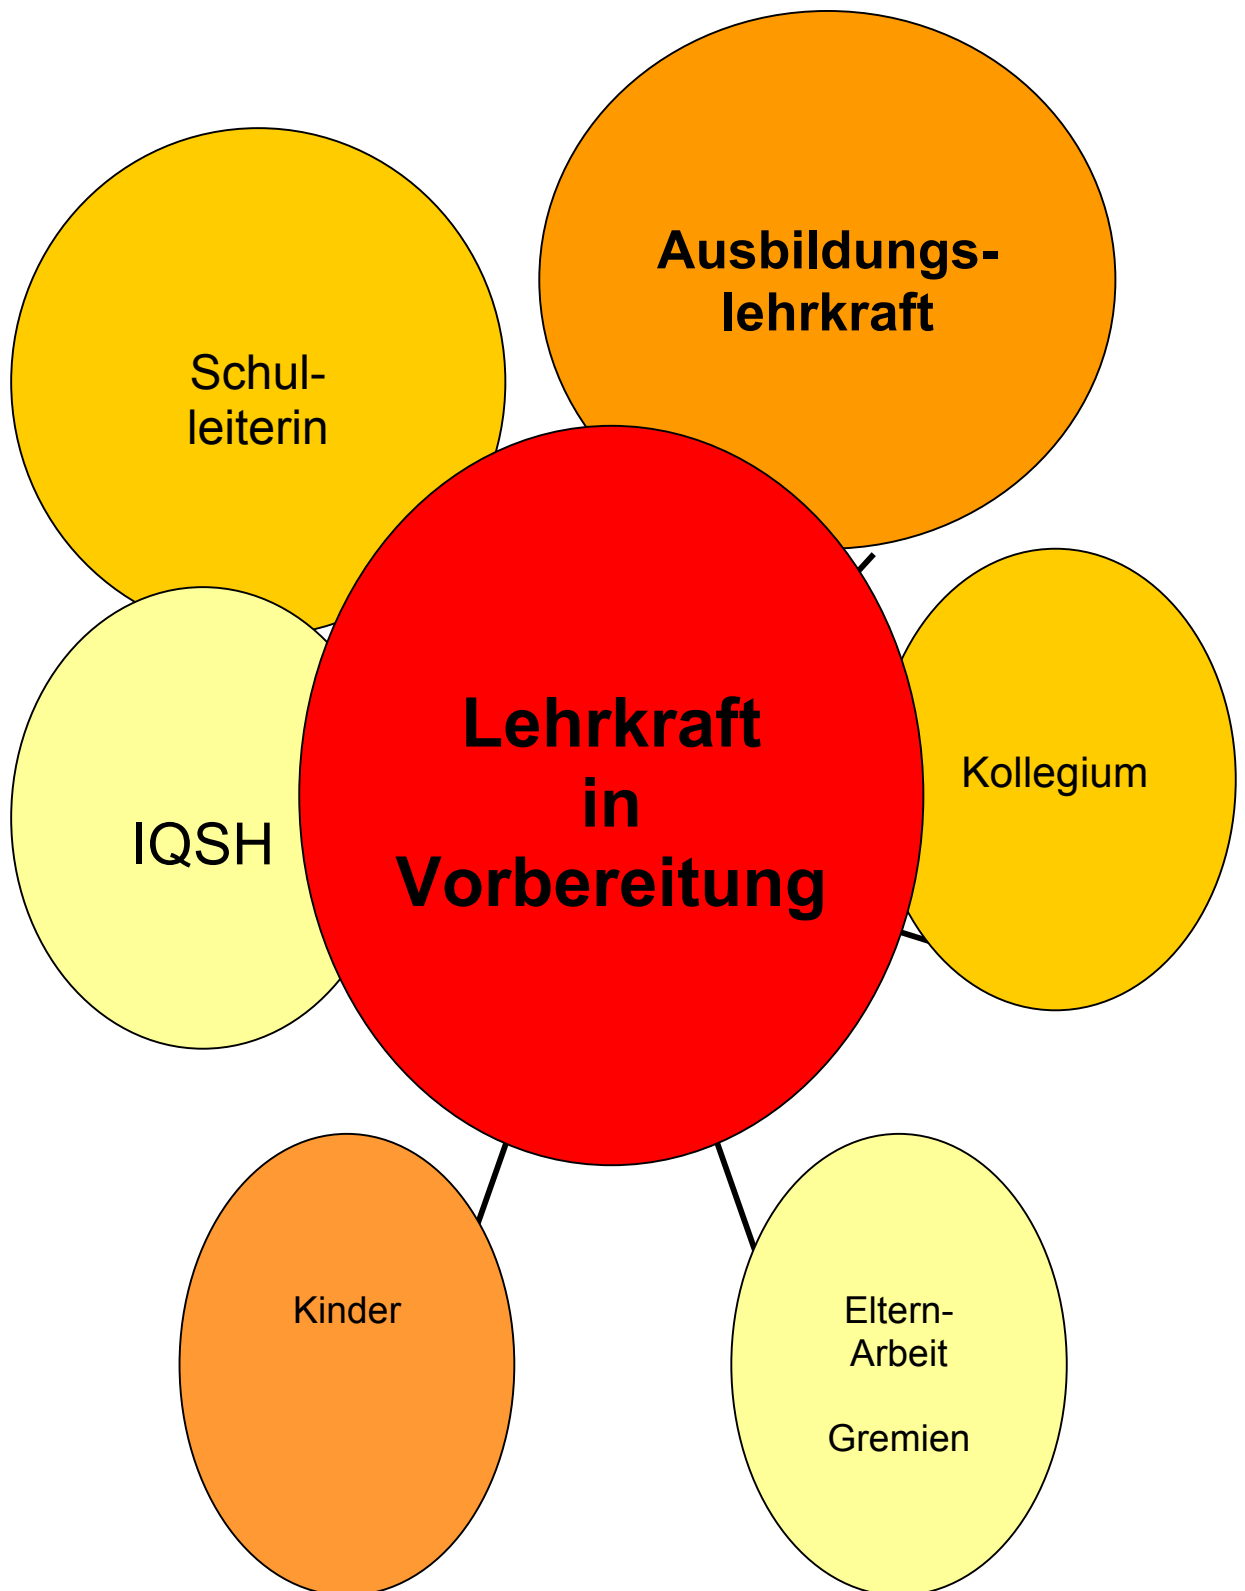 Ausbildungs-
lehrkraft
Schul-
leiterin
Lehrkraft
in
Vorbereitung
Kollegium
IQSH
Kinder
Eltern-
Arbeit
Gremien